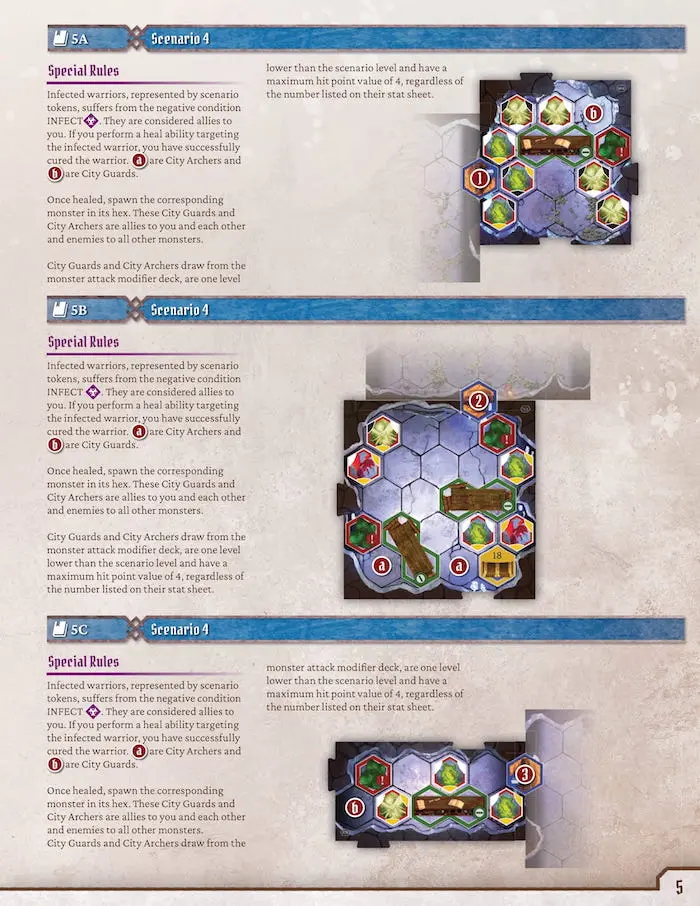 5A Scenario 4
Special Rules
Infected warriors, represented by scenario
tokens, suffers from the negative condition
INFECT. They are considered allies to
you. If you perform a heal ability targeting
the infected warrior, you have successfully
cured the warrior. a are City Archers and
b are City Guards.
Once healed, spawn the corresponding
monster in its hex. These City Guards and
City Archers are allies to you and each other
and enemies to all other monsters.
City Guards and City Archers draw from the
monster attack modifier deck, are one level
lower than the scenario level and have a
maximum hit point value of 4, regardless of
the number listed on their stat sheet.
b
!
1
5B Scenario 4
Special Rules
Infected warriors, represented by scenario
tokens, suffers from the negative condition
INFECT. They are considered allies to
you. If you perform a heal ability targeting
the infected warrior, you have successfully
cured the warrior. a are City Archers and
b are City Guards.
Once healed, spawn the corresponding
monster in its hex. These City Guards and
City Archers are allies to you and each other
and enemies to all other monsters.
City Guards and City Archers draw from the
monster attack modifier deck, are one level
lower than the scenario level and have a
maximum hit point value of 4, regardless of
the number listed on their stat sheet.
2
!
!
18
a
a
5C Scenario 4
Special Rules
Infected warriors, represented by scenario
tokens, suffers from the negative condition
INFECT. They are considered allies to
you. If you perform a heal ability targeting
the infected warrior, you have successfully
cured the warrior. a are City Archers and
b are City Guards.
Once healed, spawn the corresponding
monster in its hex. These City Guards and
City Archers are allies to you and each other
and enemies to all other monsters.
City Guards and City Archers draw from the
monster attack modifier deck, are one level
lower than the scenario level and have a
maximum hit point value of 4, regardless of
the number listed on their stat sheet.
!
3
b
5